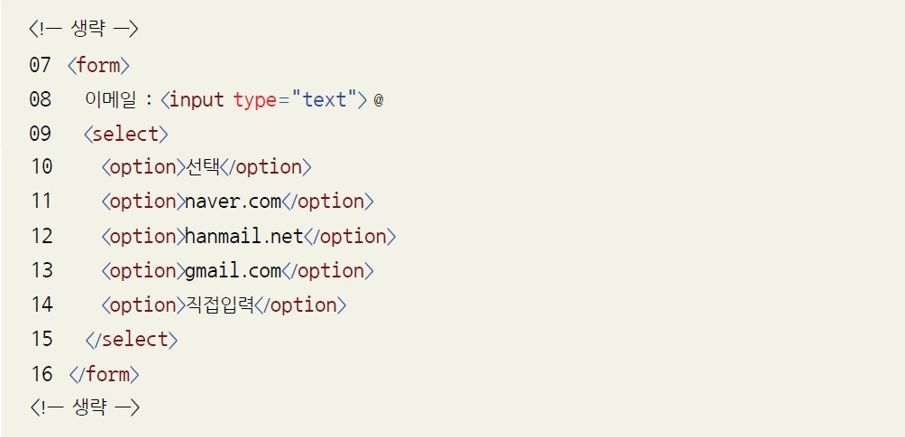 <!— 생략 —>
07 <form>
08 이메일 : <input type="text"> @
09 <select>
10 <option>선택</option>
11 <option>naver.com</option>
12 <option>hanmail.net</option>
13 <option>gmail.com</option>
14 <option>직접입력</option>
15 </select>
16 </form>
<!— 생략 —>